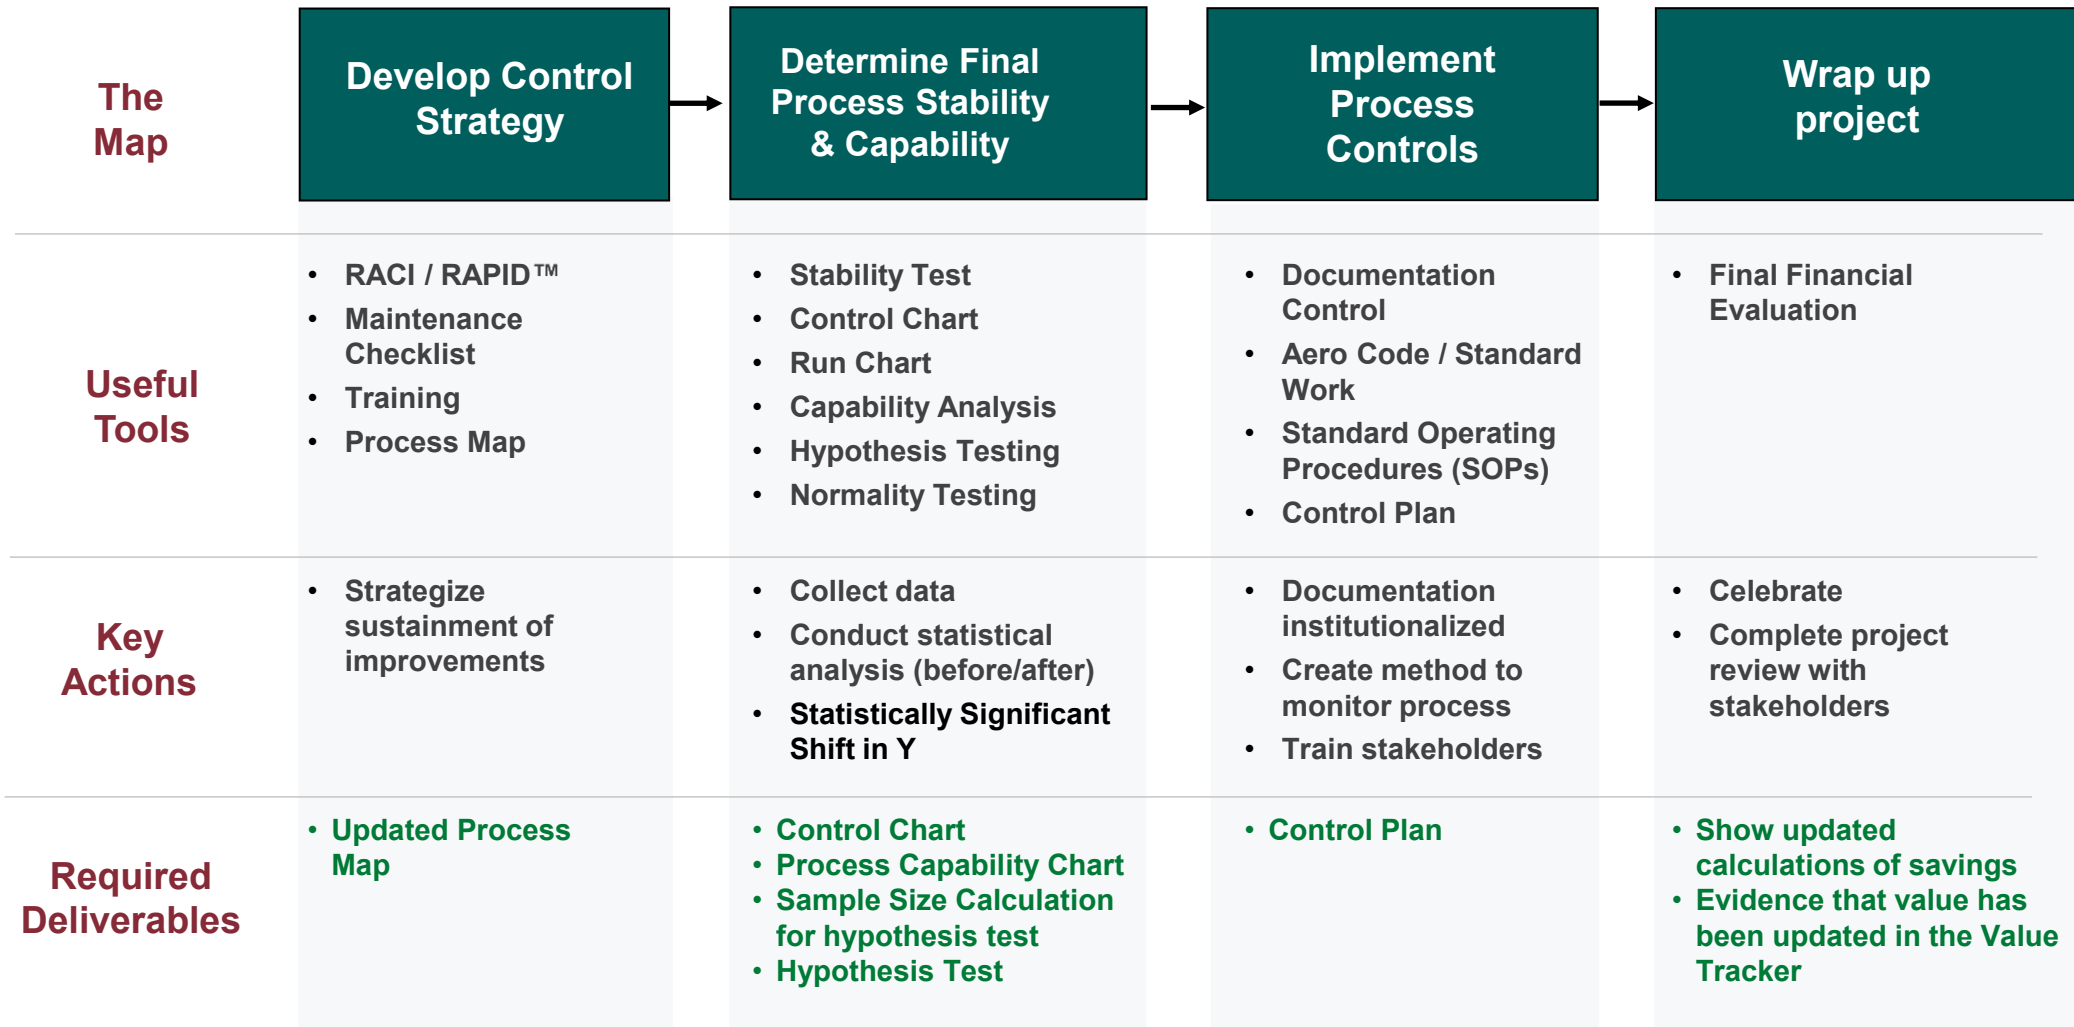 The
Map
Develop Control
Strategy
Determine Final
Process Stability
& Capability
Implement
Process
Controls
Wrap up
project
Useful
Tools
• RACI / RAPID™
• Maintenance
Checklist
• Training
• Process Map
• Stability Test
• Control Chart
• Run Chart
• Capability Analysis
• Hypothesis Testing
• Normality Testing
• Documentation
Control
• Aero Code / Standard
Work
• Standard Operating
Procedures (SOPs)
• Control Plan
• Final Financial
Evaluation
Key
Actions
• Strategize
sustainment of
improvements
• Collect data
• Conduct statistical
analysis (before/after)
• Statistically Significant
Shift in Y
• Documentation
institutionalized
• Create method to
monitor process
• Train stakeholders
• Celebrate
• Complete project
review with
stakeholders
Required
Deliverables
• Updated Process
Map
• Control Chart
• Process Capability Chart
• Sample Size Calculation
for hypothesis test
• Hypothesis Test
• Control Plan
• Show updated
calculations of savings
• Evidence that value has
been updated in the Value
Tracker